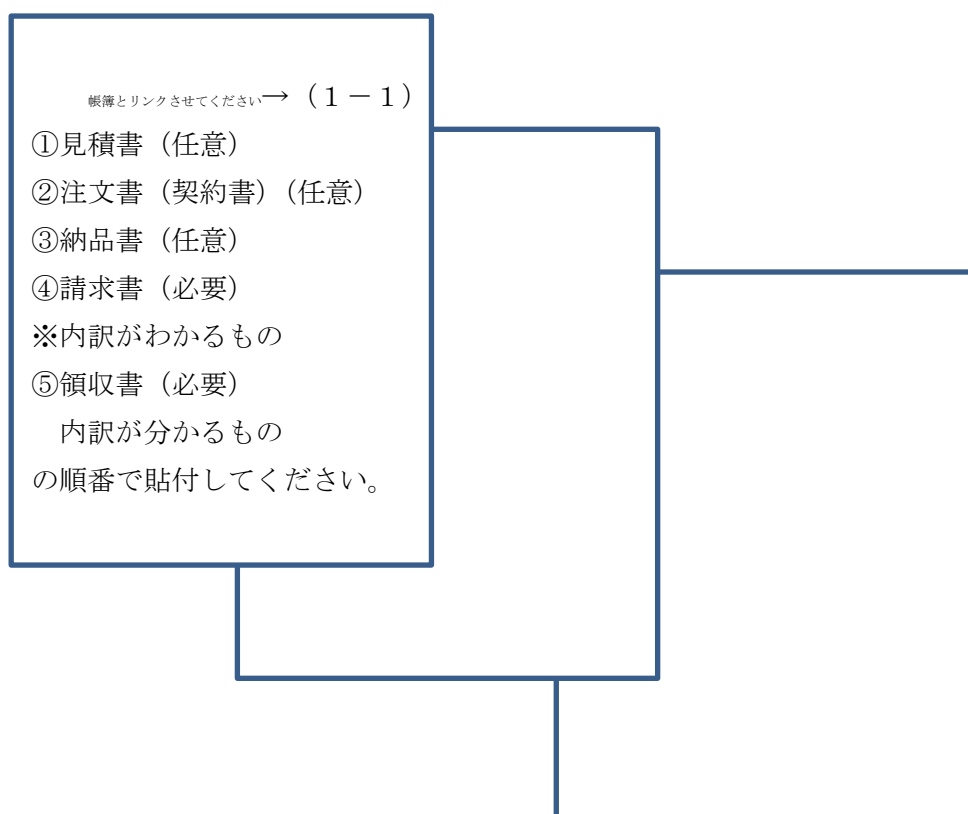 帳簿とリンクさせてください→（１－１）
①見積書（任意）
②注文書（契約書）（任意）
③納品書（任意）
④請求書（必要）
※内訳がわかるもの
⑤領収書（必要）
　内訳が分かるもの
の順番で貼付してください。